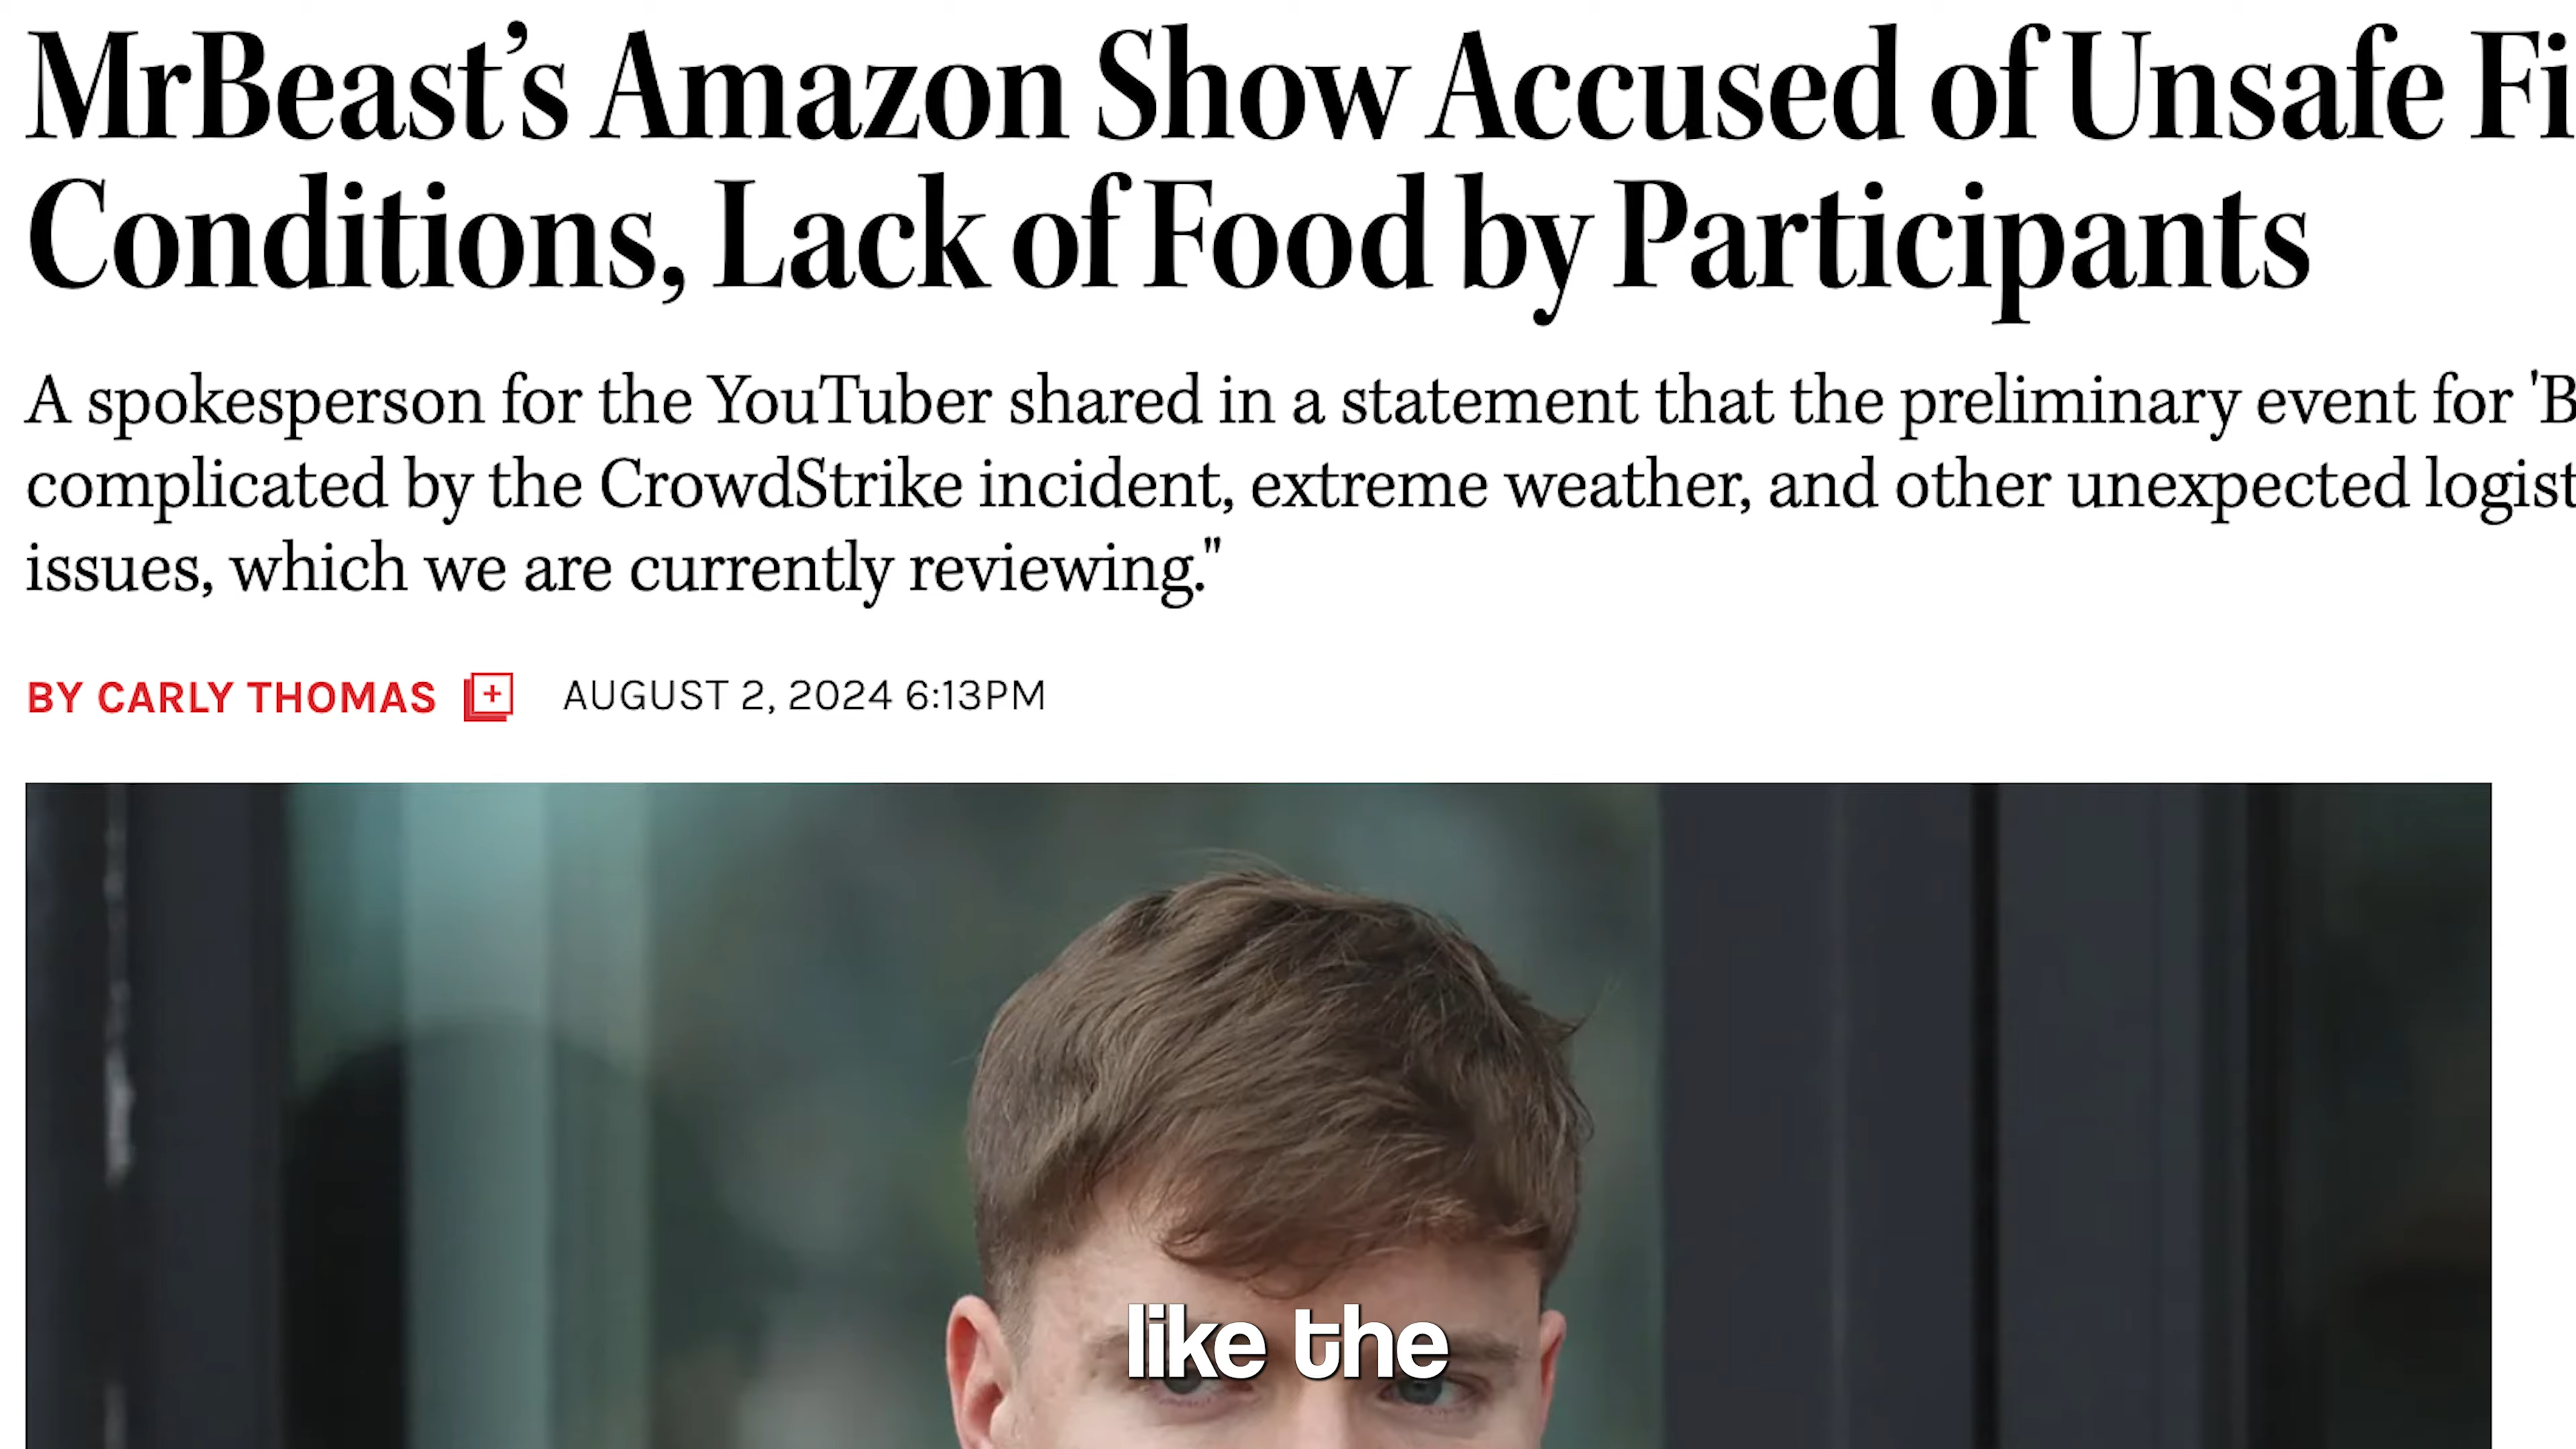 MrBeast’s Amazon Show Accused of Unsafe
Conditions, Lack of Food by Participants
A spokesperson for the YouTuber shared in a statement that the preliminary event for
complicated by the CrowdStrike incident, extreme weather, and other unexpected
issues, which we are currently reviewing."
BY CARLY THOMAS AUGUST 2, 2024 6:13PM
like the